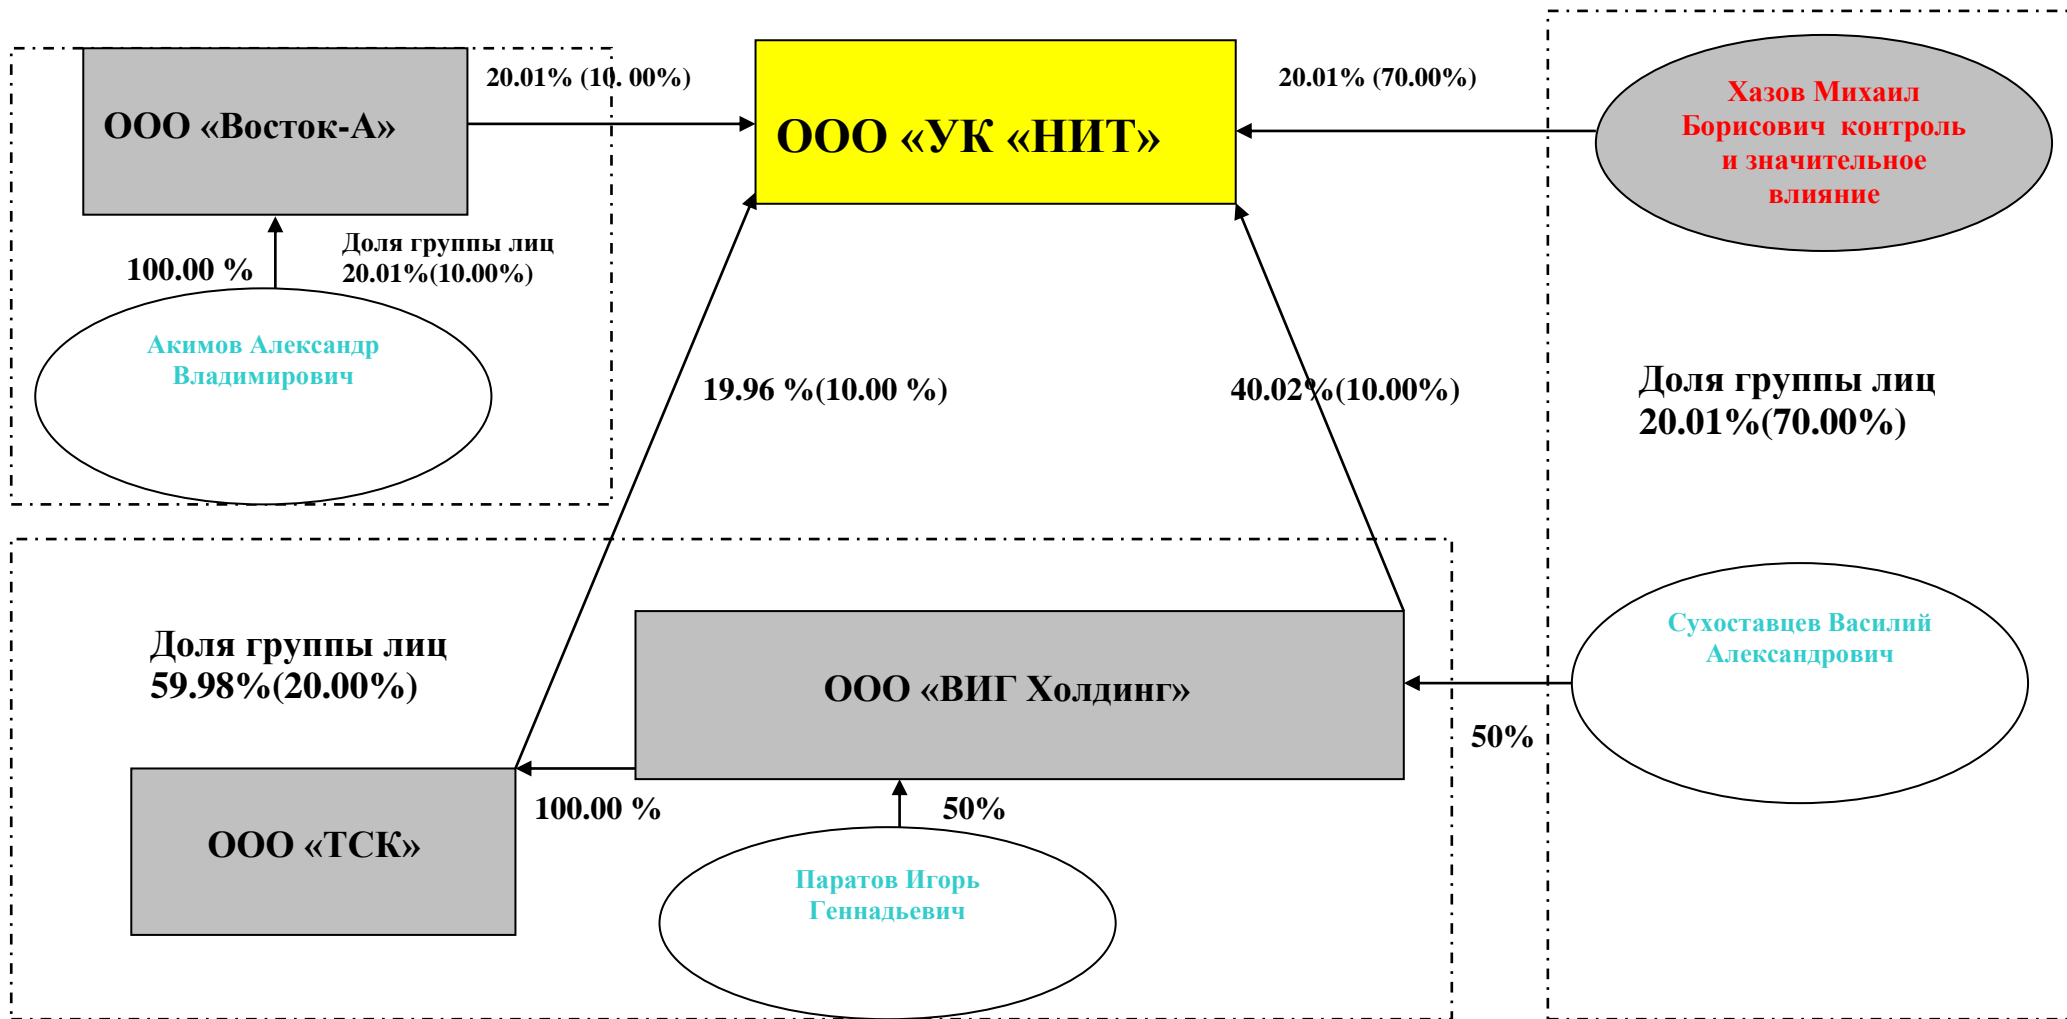 ООО «Восток-А»
20.01% (10. 00%)
ООО «УК «НИТ»
20.01% (70.00%)
Хазов Михаил
Борисович контроль
и значительное
влияние
100.00 %
Доля группы лиц
20.01%(10.00%)
Акимов Александр
Владимирович
19.96 %(10.00 %)
40.02%(10.00%)
Доля группы лиц
20.01%(70.00%)
Доля группы лиц
59.98%(20.00%)
ООО «ВИГ Холдинг»
Сухоставцев Василий
Александрович
50%
100.00 %
50%
ООО «ТСК»
Паратов Игорь
Геннадьевич